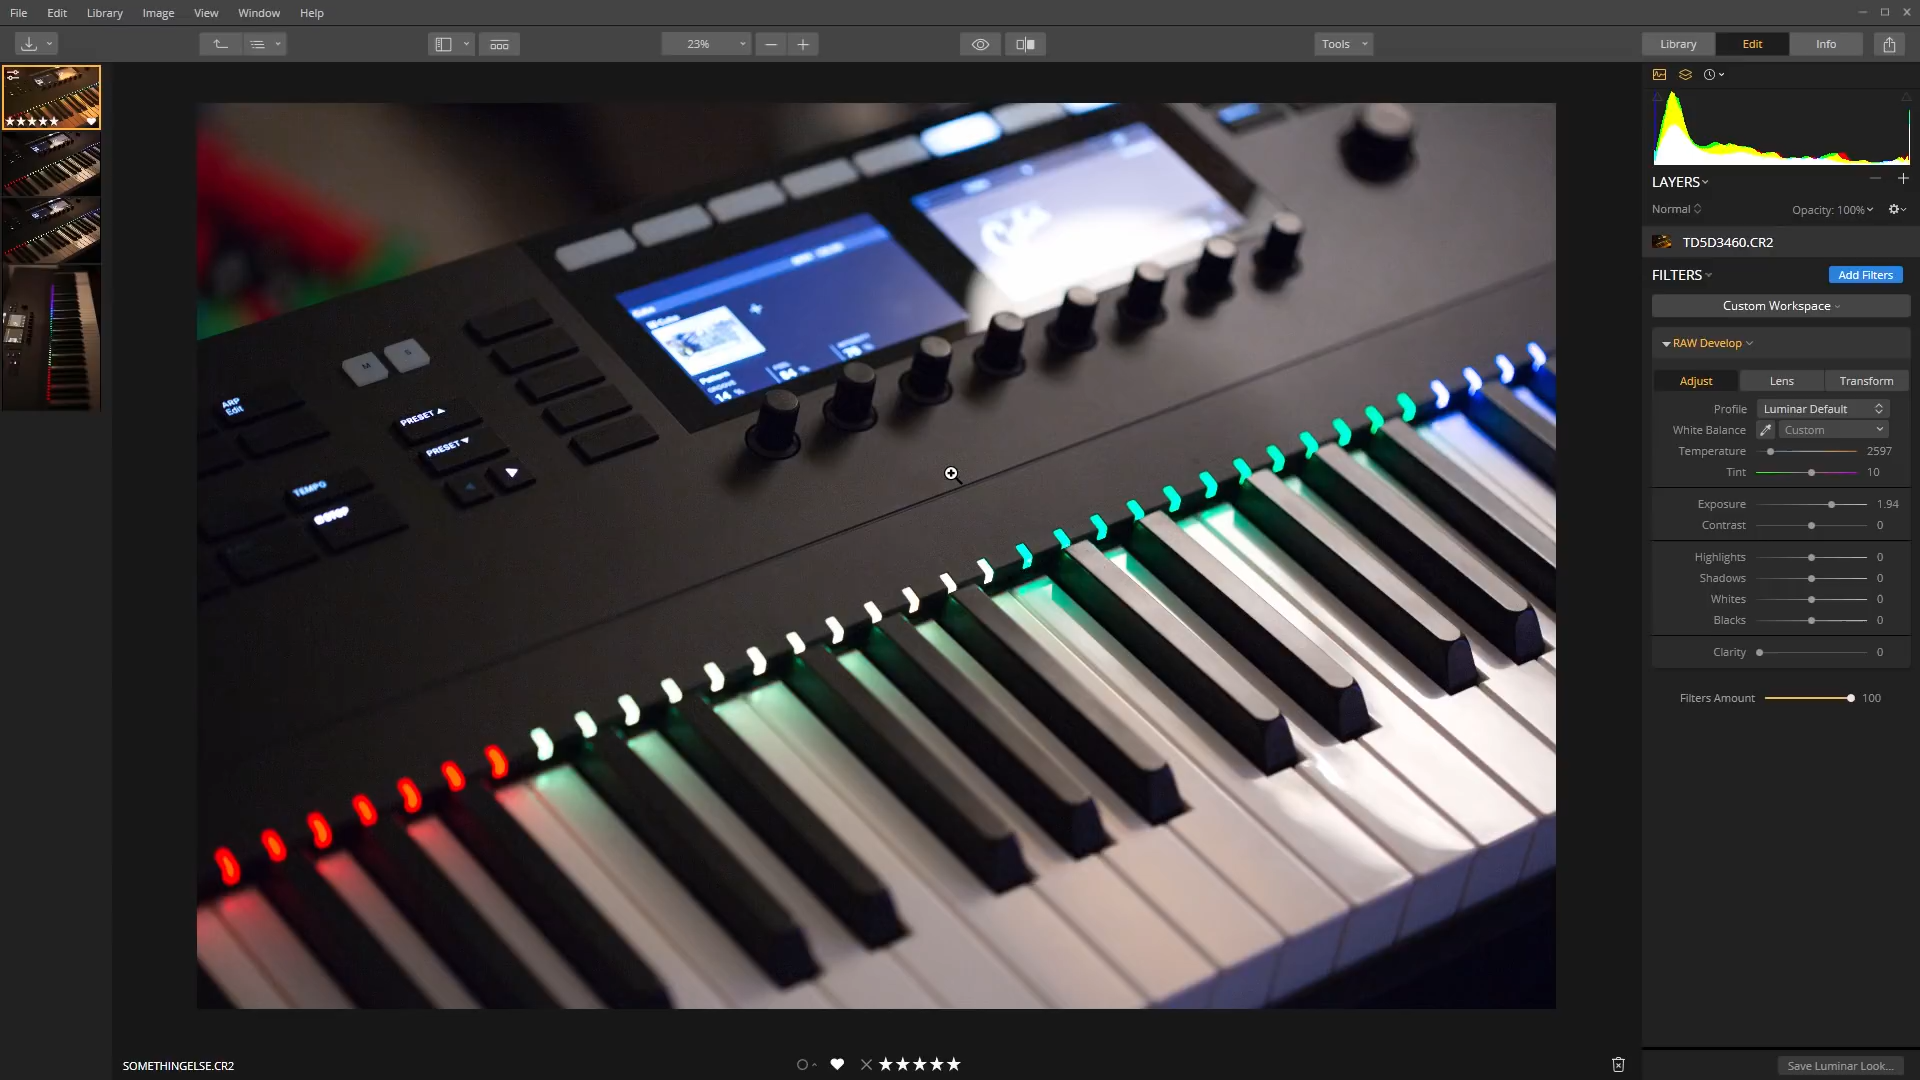 File Edit Library Image View Window Help
23%
Tools
Library Edit Info
LAYERS
Normal Opacity: 100%
TD5D3460.CR2
FILTERS Add Filters
Custom Workspace
RAW Develop
Adjust Lens Transform
Profile Luminar Default
White Balance Custom
Temperature 2597
Tint 10
Exposure 1.94
Contrast 0
Highlights 0
Shadows 0
Whites 0
Blacks 0
Clarity 0
Filters Amount 100
M S
ARP
Edit
PRESET
PRESET
TEMPO
STOP
Pattern
14 %
SOMETHINGELSE.CR2
Save Luminar Look...